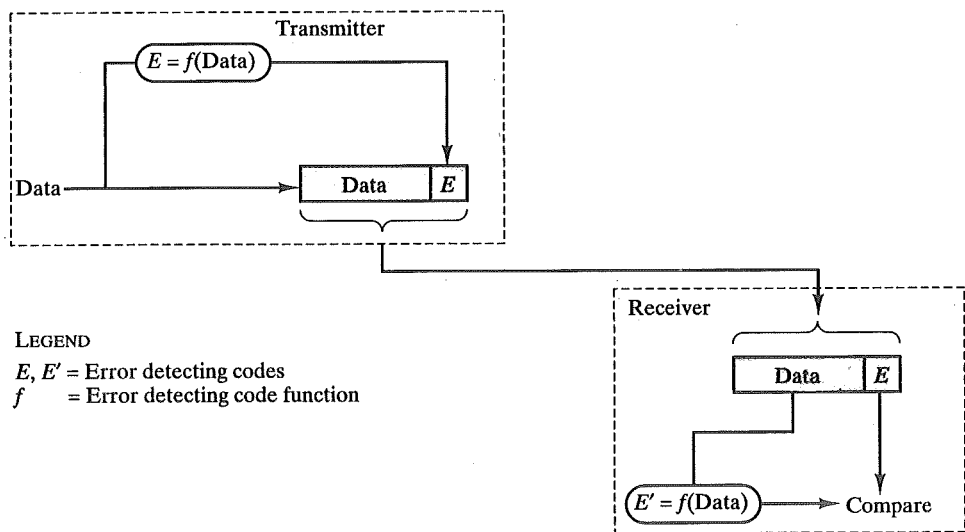 Transmitter
E = f(Data)
Data
Data E
Receiver
LEGEND
E, E′ = Error detecting codes
f = Error detecting code function
Data E
E′ = f(Data)
Compare